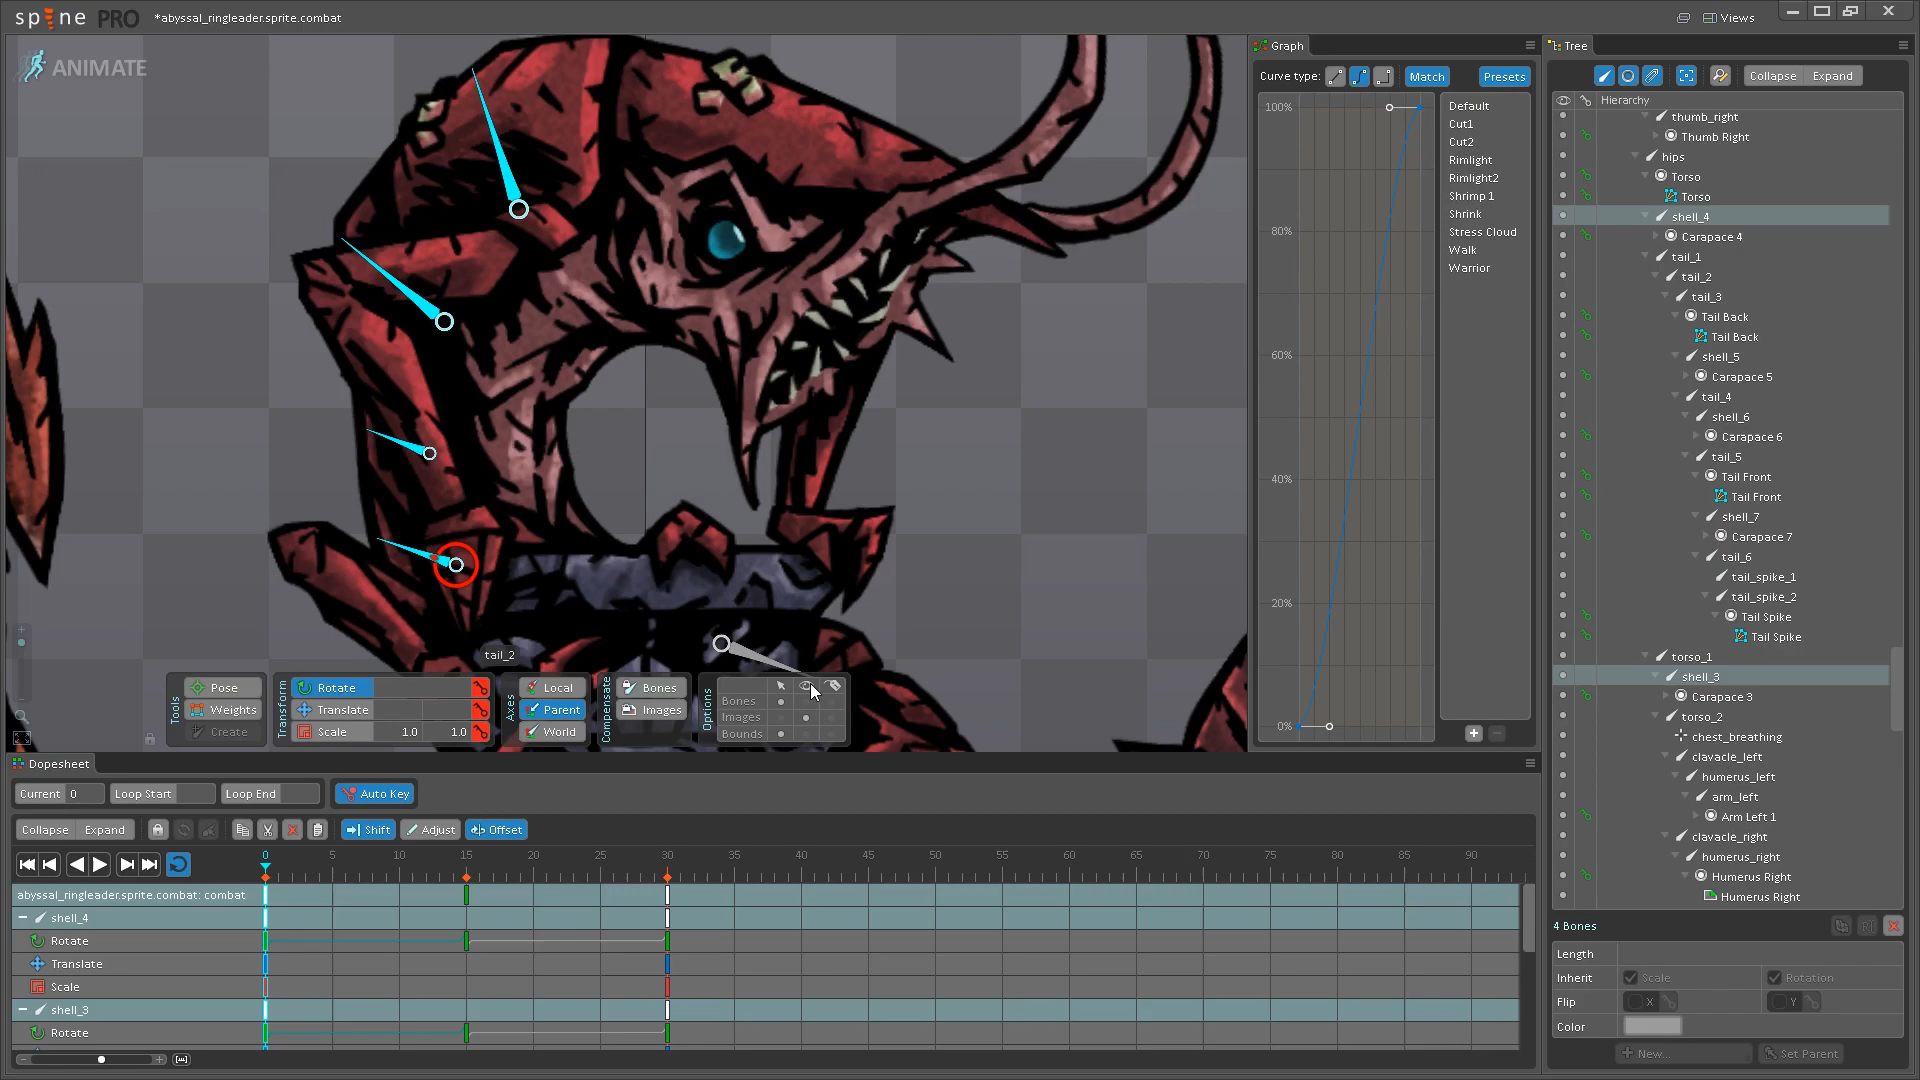 spine PRO
*abyssal_ringleader.sprite.combat
Views
ANIMATE
tail_2
Tools
Pose
Weights
Create
Transform
Rotate
Translate
Scale 1.0 1.0
Axes
Local
Parent
World
Compensate
Bones
Images
Options
Bones
Images
Bounds
Graph
Curve type:
Match
Presets
100%
80%
60%
40%
20%
0%
Default
Cut1
Cut2
Rimlight
Rimlight2
Shrimp 1
Shrink
Stress Cloud
Walk
Warrior
Tree
Collapse
Expand
Hierarchy
thumb_right
Thumb Right
hips
Torso
Torso
shell_4
Carapace 4
tail_1
tail_2
tail_3
Tail Back
Tail Back
shell_5
Carapace 5
tail_4
shell_6
Carapace 6
tail_5
Tail Front
Tail Front
shell_7
Carapace 7
tail_6
tail_spike_1
tail_spike_2
Tail Spike
Tail Spike
torso_1
shell_3
Carapace 3
torso_2
chest_breathing
clavacle_left
humerus_left
arm_left
Arm Left 1
clavacle_right
humerus_right
Humerus Right
Humerus Right
4 Bones
Length
Inherit Scale Rotation
Flip X Y
Color
New...
Set Parent
Dopesheet
Current 0
Loop Start
Loop End
Auto Key
Collapse
Expand
Shift
Adjust
Offset
0 5 10 15 20 25 30 35 40 45 50 55 60 65 70 75 80 85 90
abyssal_ringleader.sprite.combat: combat
shell_4
Rotate
Translate
Scale
shell_3
Rotate